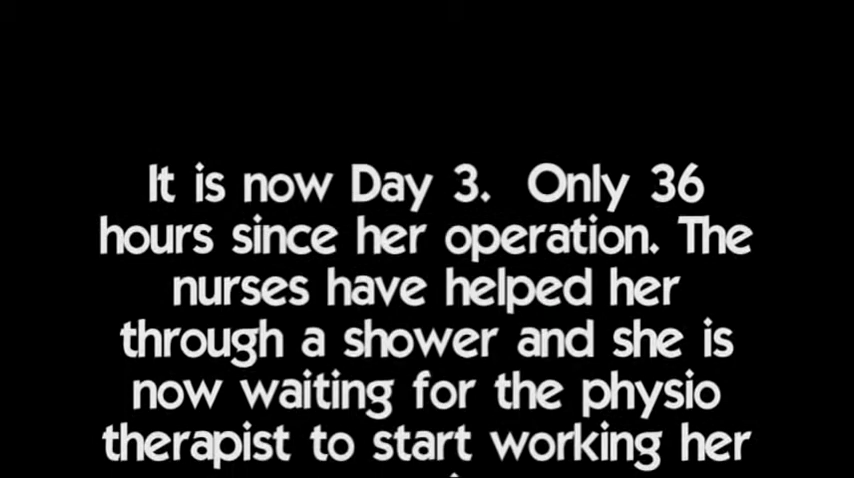 It is now Day 3.  Only 36
hours since her operation. The
nurses have helped her
through a shower and she is
now waiting for the physio
therapist to start working her